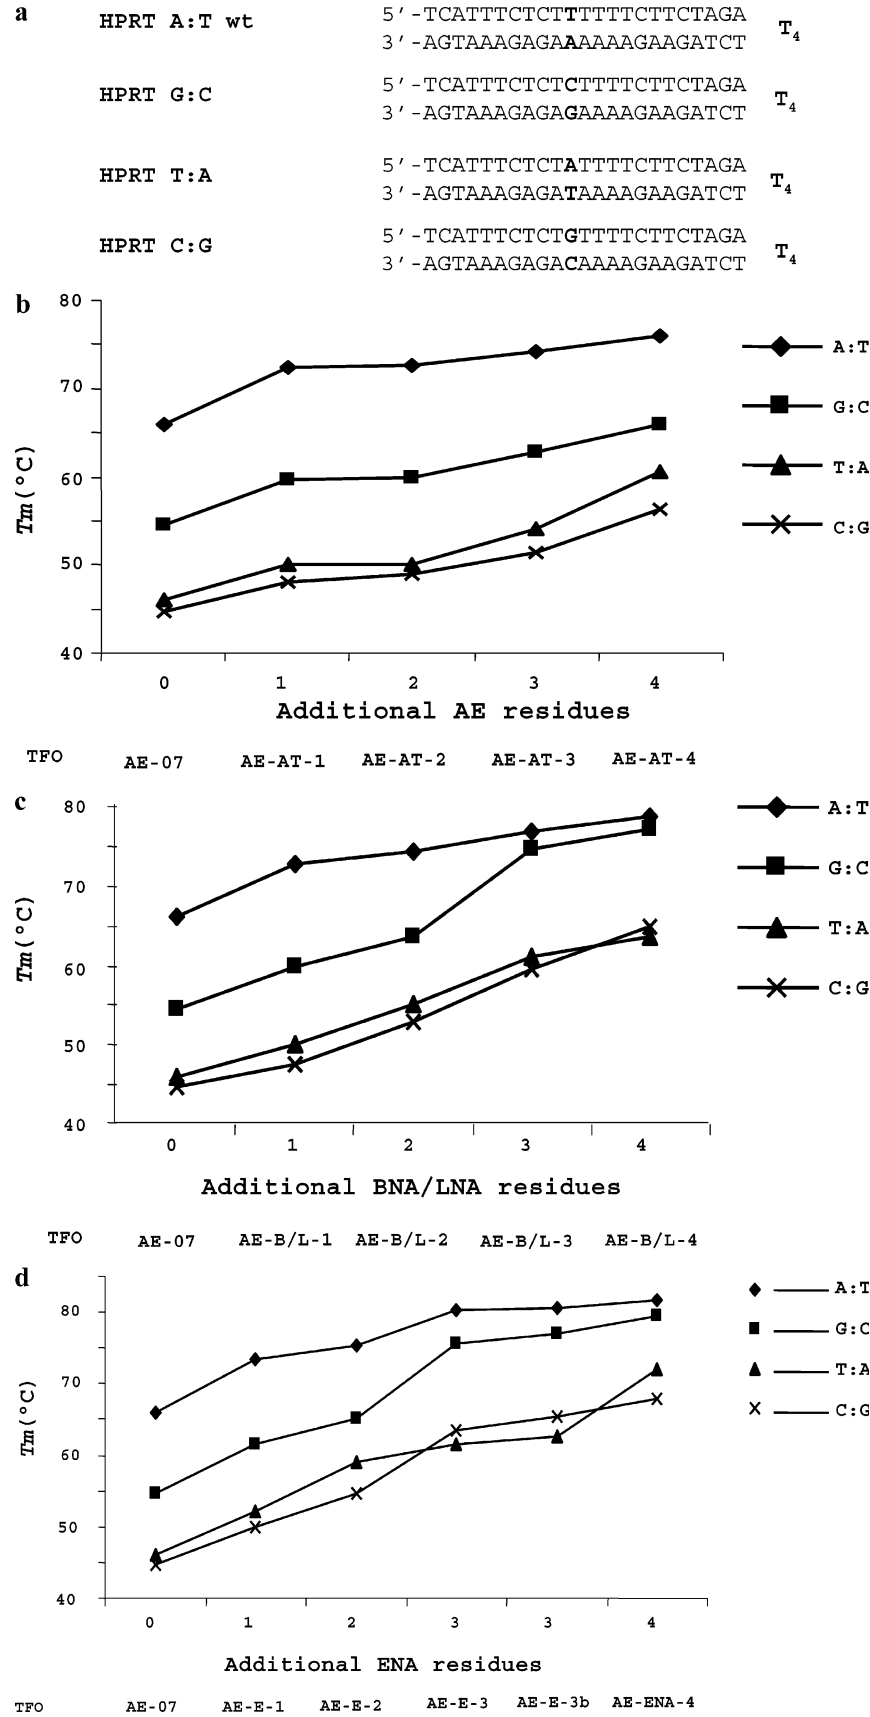 a
HPRT A:T wt
5′-TCATTTCTCTTTTTTCTTCTAGA
3′-AGTAAAGAGAAAAAAGAAGATCT
T4
HPRT G:C
5′-TCATTTCTCTCTTTTCTTCTAGA
3′-AGTAAAGAGAGAAAAGAAGATCT
T4
HPRT T:A
5′-TCATTTCTCTATTTTCTTCTAGA
3′-AGTAAAGAGATAAAAGAAGATCT
T4
HPRT C:G
5′-TCATTTCTCTGTTTTCTTCTAGA
3′-AGTAAAGAGACAAAAGAAGATCT
T4
b
80
70
60
50
40
Tm(°C)
A:T
G:C
T:A
C:G
0 1 2 3 4
Additional AE residues
TFO AE-07 AE-AT-1 AE-AT-2 AE-AT-3 AE-AT-4
c
80
70
60
50
40
Tm(°C)
A:T
G:C
T:A
C:G
0 1 2 3 4
Additional BNA/LNA residues
TFO AE-07 AE-B/L-1 AE-B/L-2 AE-B/L-3 AE-B/L-4
d
80
70
60
50
40
Tm(°C)
A:T
G:C
T:A
C:G
0 1 2 3 3 4
Additional ENA residues
TFO AE-07 AE-E-1 AE-E-2 AE-E-3 AE-E-3b AE-ENA-4